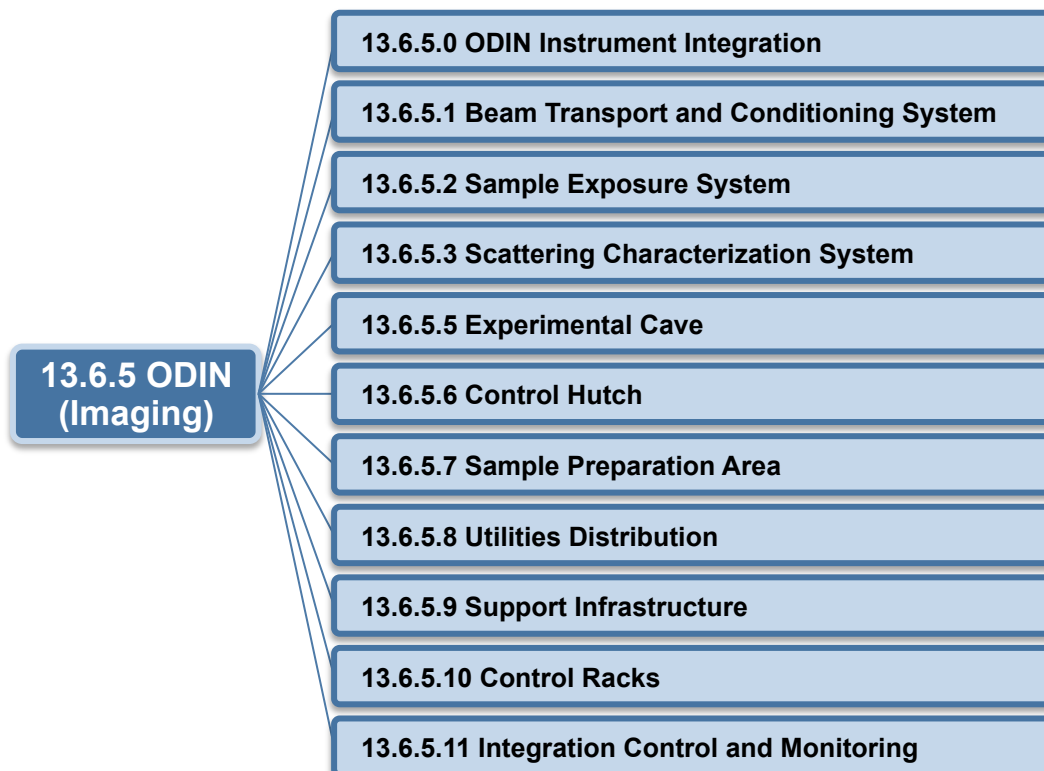 13.6.5.0 ODIN Instrument Integration
13.6.5.1 Beam Transport and Conditioning System
13.6.5.2 Sample Exposure System
13.6.5.3 Scattering Characterization System
13.6.5.5 Experimental Cave
13.6.5 ODIN
(Imaging)
13.6.5.6 Control Hutch
13.6.5.7 Sample Preparation Area
13.6.5.8 Utilities Distribution
13.6.5.9 Support Infrastructure
13.6.5.10 Control Racks
13.6.5.11 Integration Control and Monitoring